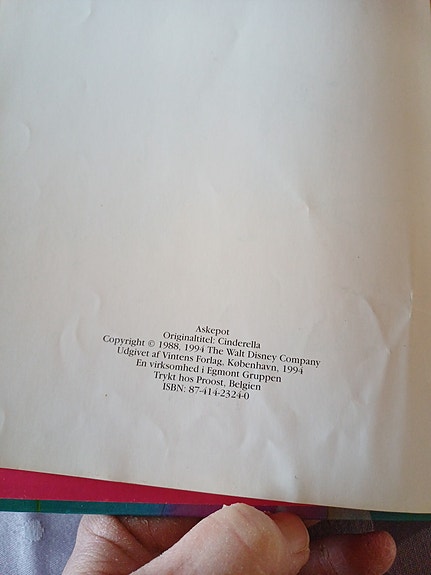 Askepot
Originaltitel: Cinderella
Copyright © 1988, 1994 The Walt Disney Company
Udgivet af Vintens Forlag, København, 1994
En virksomhed i Egmont Gruppen
Trykt hos Proost, Belgien
ISBN: 87-414-2324-0